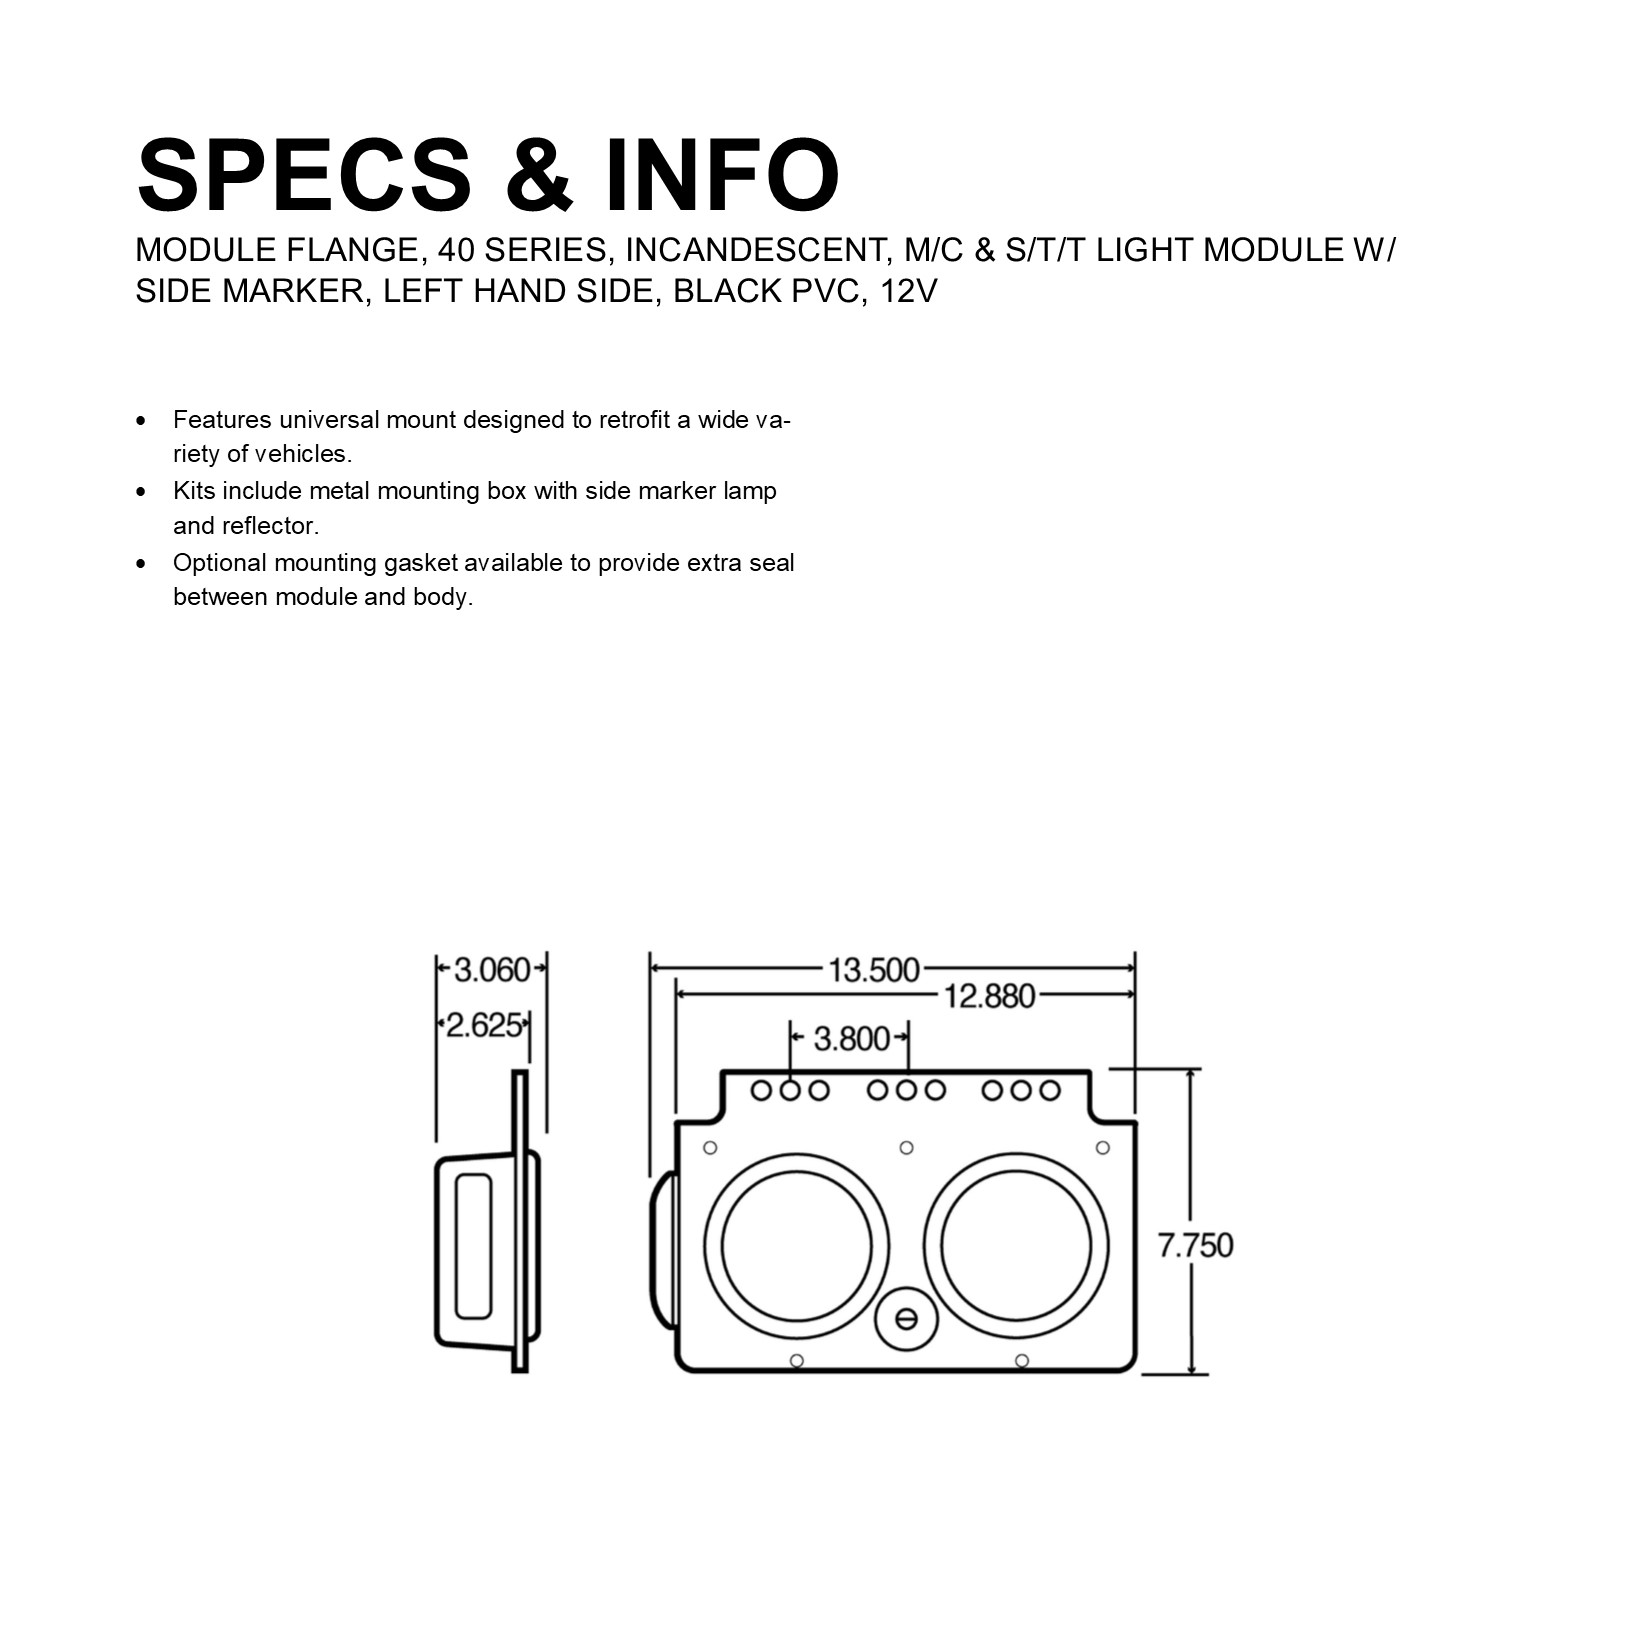 SPECS & INFO
MODULE FLANGE, 40 SERIES, INCANDESCENT, M/C & S/T/T LIGHT MODULE W/
SIDE MARKER, LEFT HAND SIDE, BLACK PVC, 12V
• Features universal mount designed to retrofit a wide va-
riety of vehicles.
• Kits include metal mounting box with side marker lamp
and reflector.
• Optional mounting gasket available to provide extra seal
between module and body.
3.060
13.500
12.880
2.625
3.800
7.750